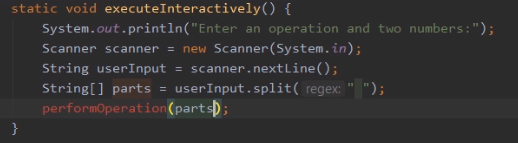 static void executeInteractively() {
System.out.println("Enter an operation and two numbers:");
Scanner scanner = new Scanner(System.in);
String userInput = scanner.nextLine();
String[] parts = userInput.split( regex: " ");
performOperation(parts);
}